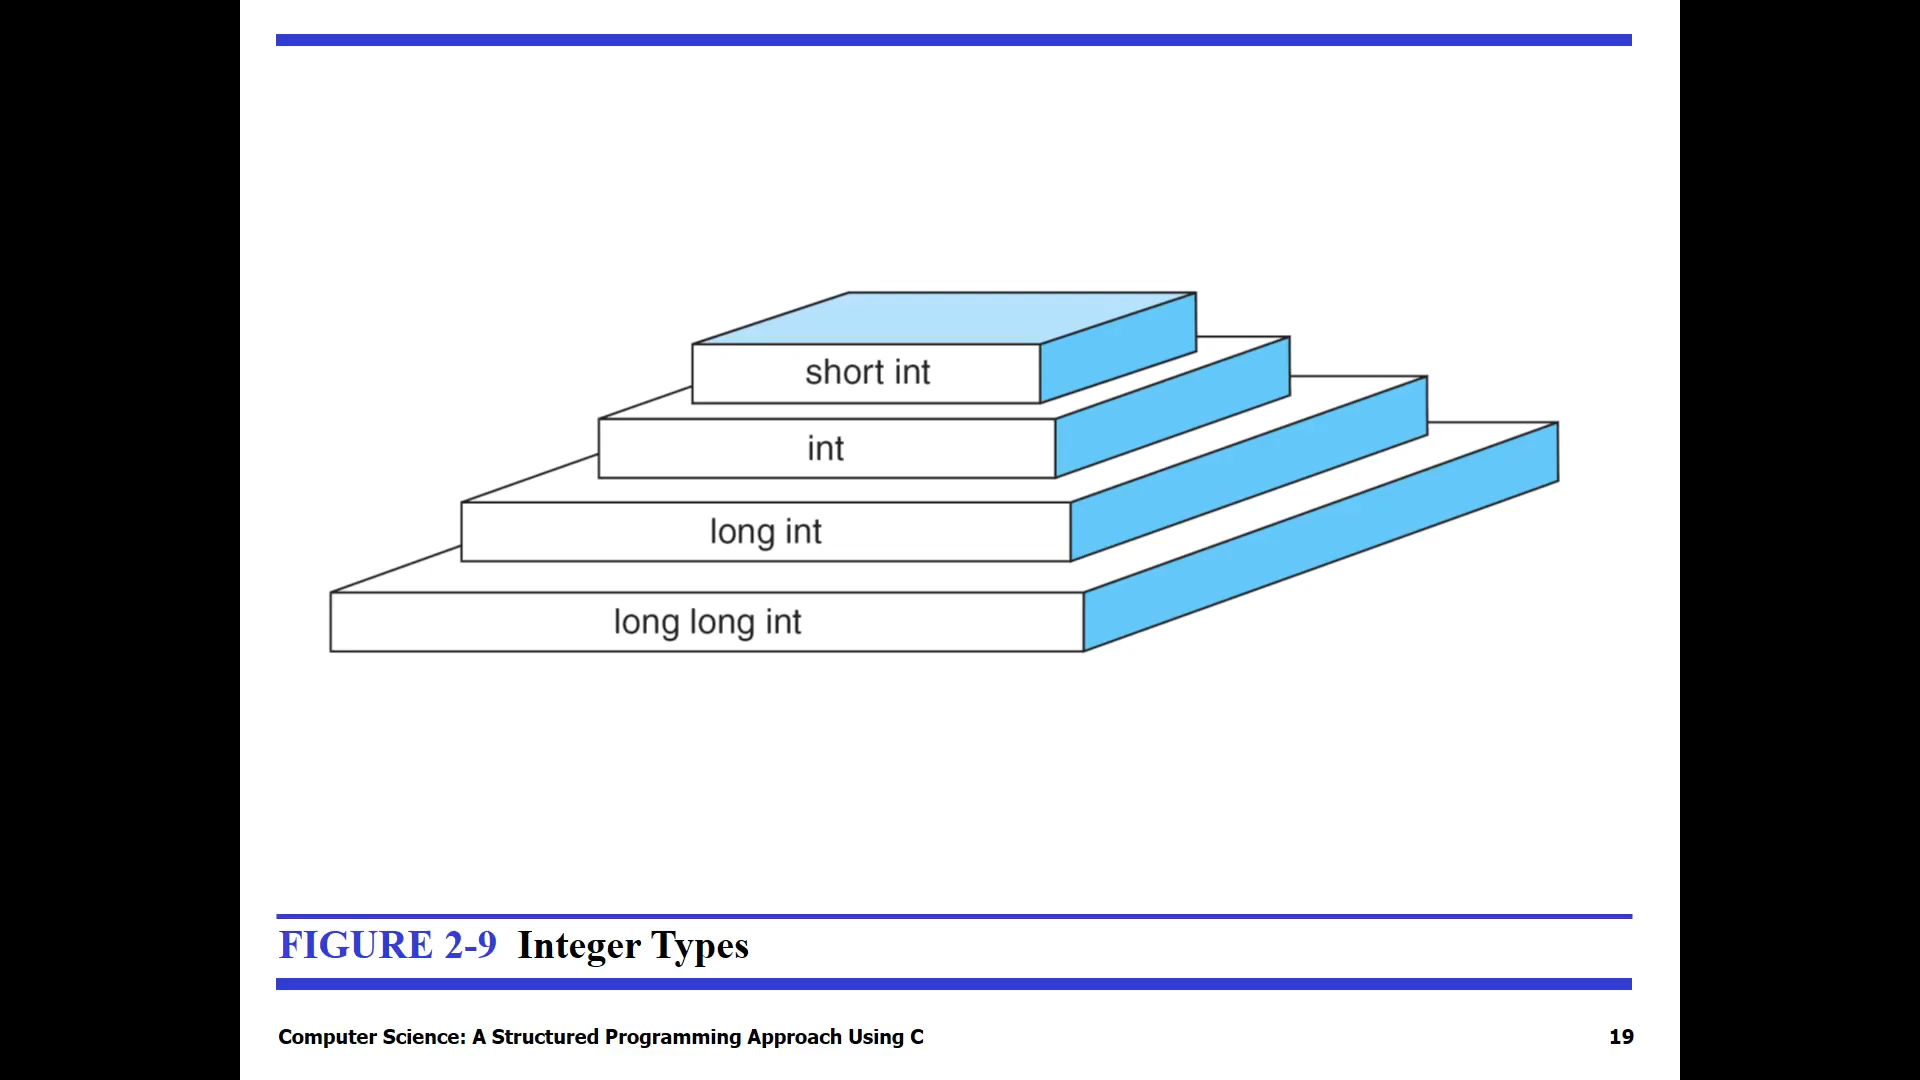 short int
int
long int
long long int
FIGURE 2-9 Integer Types
Computer Science: A Structured Programming Approach Using C 19